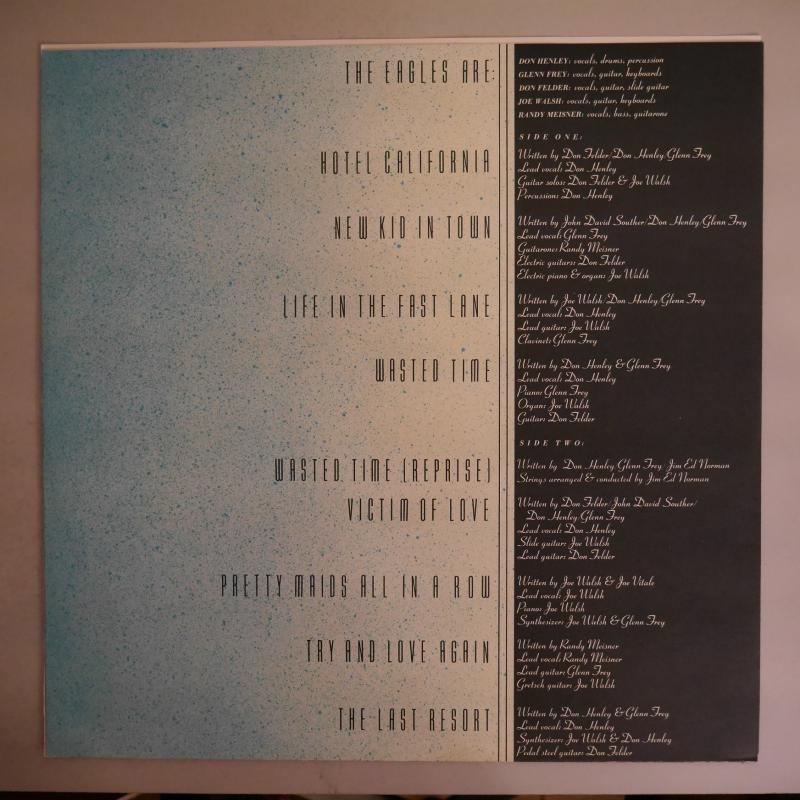 THE EAGLES ARE:
DON HENLEY: vocals, drums, percussion
GLENN FREY: vocals, guitar, keyboards
DON FELDER: vocals, guitar, slide guitar
JOE WALSH: vocals, guitar, keyboards
RANDY MEISNER: vocals, bass, guitarone
SIDE ONE:
HOTEL CALIFORNIA
Written by Don Felder/Don Henley/Glenn Frey
Lead vocal: Don Henley
Guitar solos: Don Felder & Joe Walsh
Percussion: Don Henley
NEW KID IN TOWN
Written by John David Souther/Don Henley/Glenn Frey
Lead vocal: Glenn Frey
Guitarone: Randy Meisner
Electric guitars: Don Felder
Electric piano & organ: Joe Walsh
LIFE IN THE FAST LANE
Written by Joe Walsh/Don Henley/Glenn Frey
Lead vocal: Don Henley
Lead guitar: Joe Walsh
Clavinet: Glenn Frey
WASTED TIME
Written by Don Henley & Glenn Frey
Lead vocal: Don Henley
Piano: Glenn Frey
Organ: Joe Walsh
Guitar: Don Felder
SIDE TWO:
WASTED TIME (REPRISE)
Written by Don Henley/Glenn Frey/Jim Ed Norman
Strings arranged & conducted by Jim Ed Norman
VICTIM OF LOVE
Written by Don Felder/John David Souther/
Don Henley/Glenn Frey
Lead vocal: Don Henley
Slide guitar: Joe Walsh
Lead guitar: Don Felder
PRETTY MAIDS ALL IN A ROW
Written by Joe Walsh & Joe Vitale
Lead vocal: Joe Walsh
Piano: Joe Walsh
Synthesizer: Joe Walsh & Glenn Frey
TRY AND LOVE AGAIN
Written by Randy Meisner
Lead vocal: Randy Meisner
Lead guitar: Glenn Frey
Gretsch guitar: Joe Walsh
THE LAST RESORT
Written by Don Henley & Glenn Frey
Lead vocal: Don Henley
Synthesizer: Joe Walsh & Don Henley
Pedal steel guitar: Don Felder